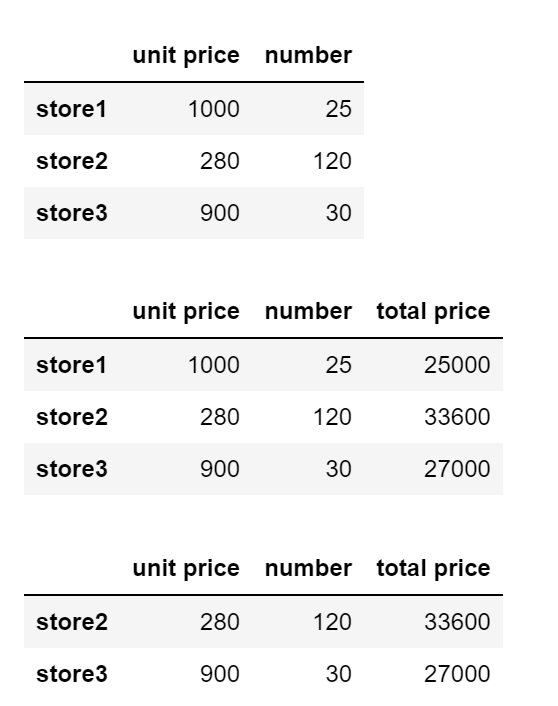 unit price number
store1 1000 25
store2 280 120
store3 900 30
unit price number total price
store1 1000 25 25000
store2 280 120 33600
store3 900 30 27000
unit price number total price
store2 280 120 33600
store3 900 30 27000